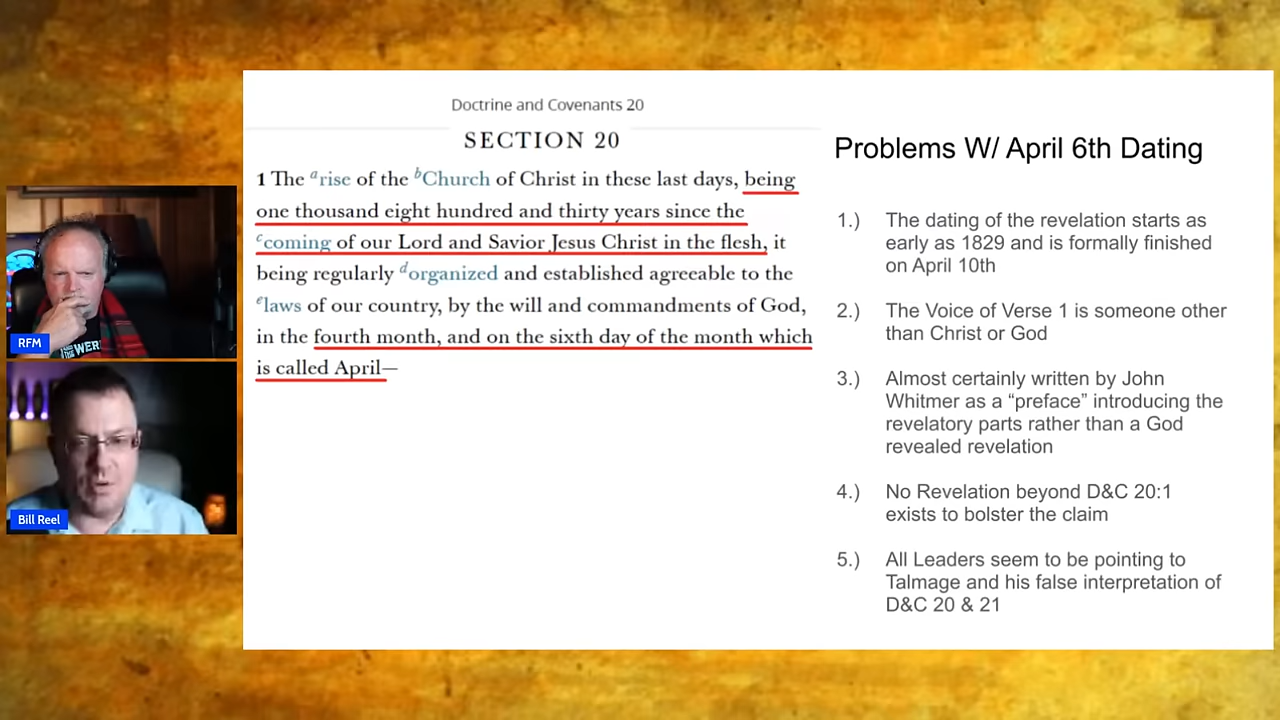 Doctrine and Covenants 20
SECTION 20
1 The ᵃrise of the ᵇChurch of Christ in these last days, being
one thousand eight hundred and thirty years since the
ᶜcoming of our Lord and Savior Jesus Christ in the flesh, it
being regularly ᵈorganized and established agreeable to the
ᵉlaws of our country, by the will and commandments of God,
in the fourth month, and on the sixth day of the month which
is called April—
Problems W/ April 6th Dating
1.) The dating of the revelation starts as
early as 1829 and is formally finished
on April 10th
2.) The Voice of Verse 1 is someone other
than Christ or God
3.) Almost certainly written by John
Whitmer as a “preface” introducing the
revelatory parts rather than a God
revealed revelation
4.) No Revelation beyond D&C 20:1
exists to bolster the claim
5.) All Leaders seem to be pointing to
Talmage and his false interpretation of
D&C 20 & 21
RFM
Bill Reel